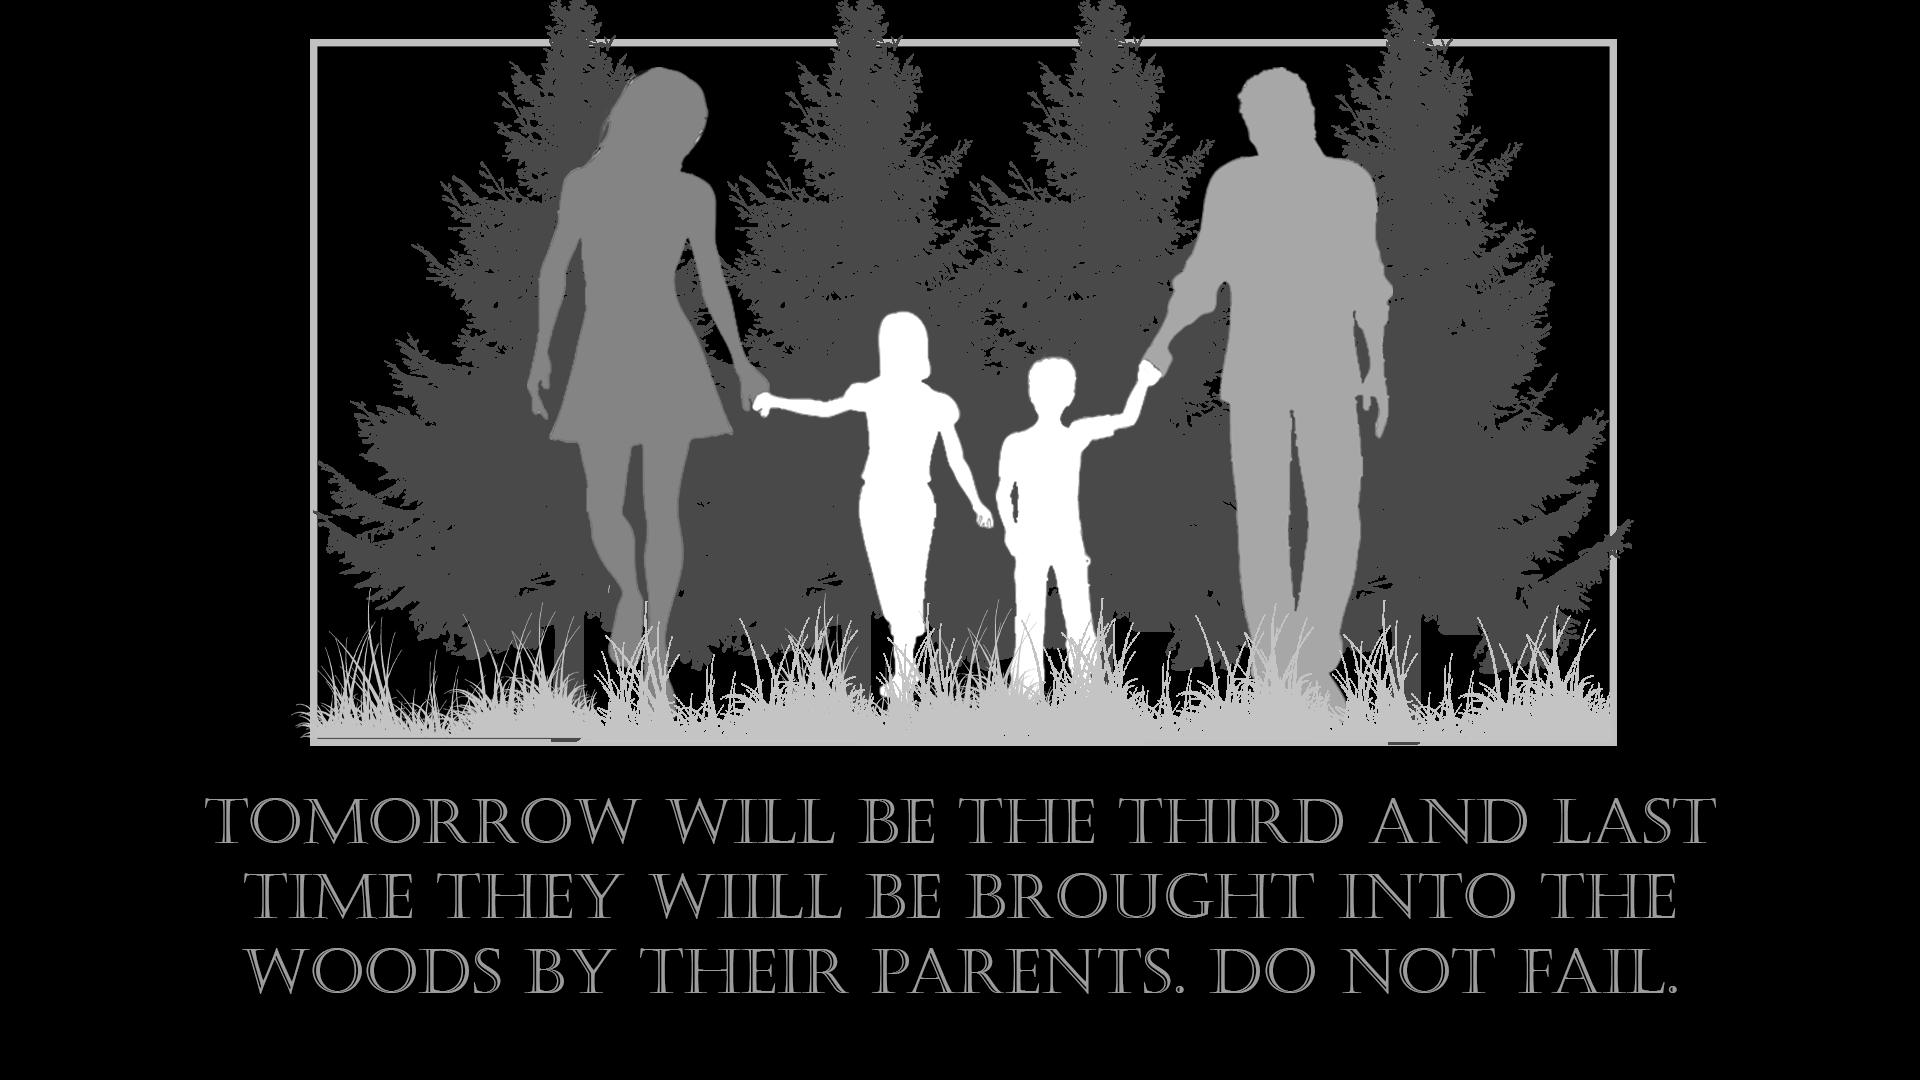 TOMORROW WILL BE THE THIRD AND LAST
TIME THEY WIILL BE BROUGHT INTO THE
WOODS BY THEIR PARENTS. DO NOT FAIL.